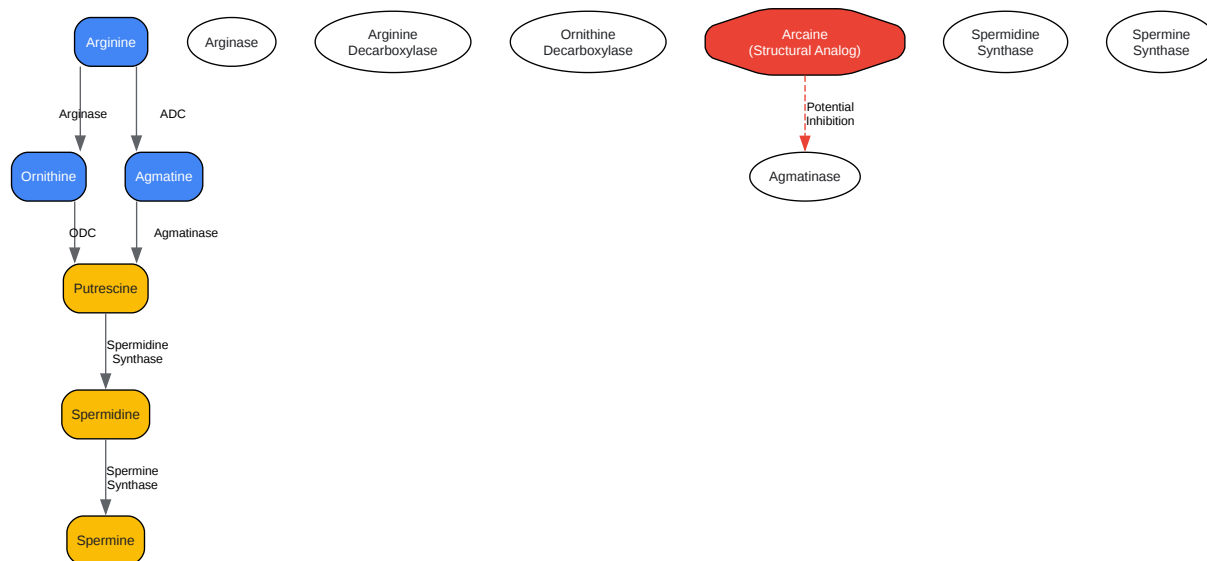 Arginine
Arginase
Arginine
Decarboxylase
Ornithine
Decarboxylase
Arcaine
(Structural Analog)
Spermidine
Synthase
Spermine
Synthase
Arginase
ADC
Potential
Inhibition
Ornithine
Agmatine
Agmatinase
ODC
Agmatinase
Putrescine
Spermidine
Synthase
Spermidine
Spermine
Synthase
Spermine